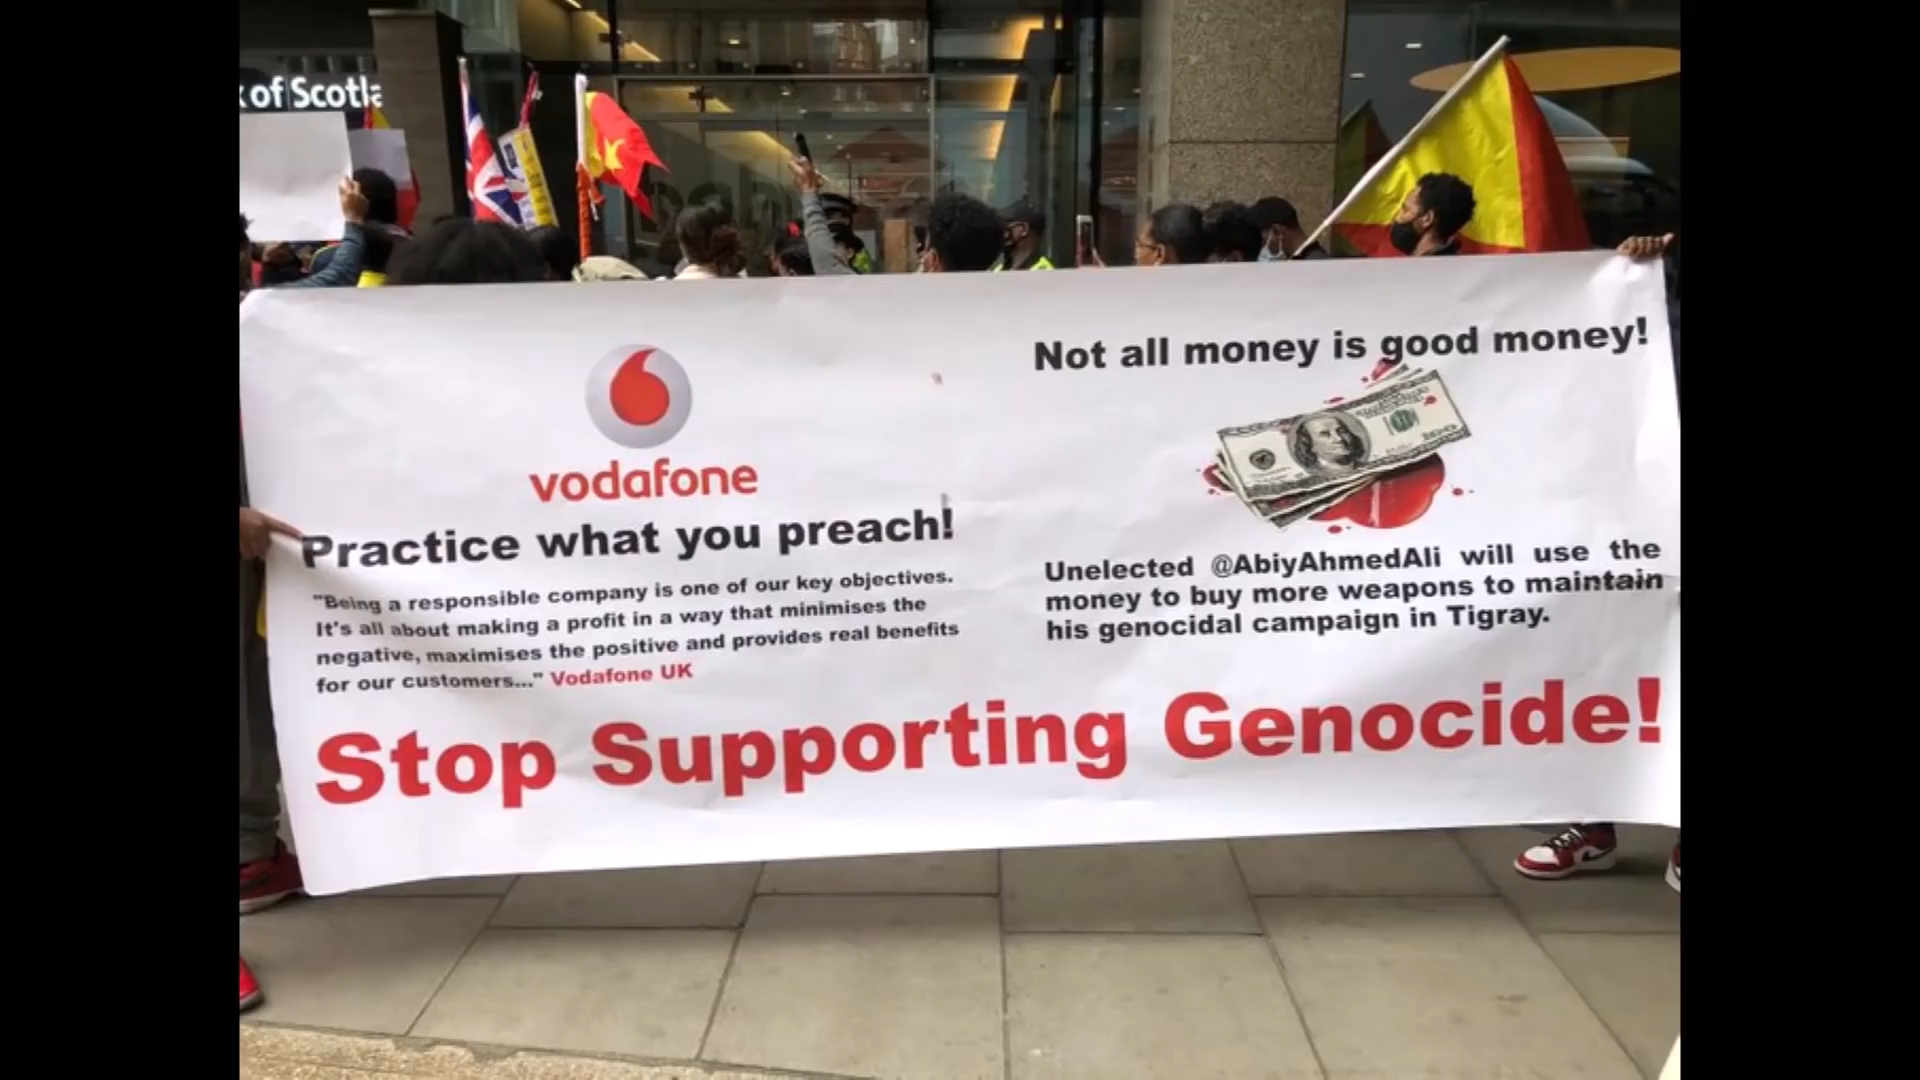 of Scotla
vodafone
Practice what you preach!
"Being a responsible company is one of our key objectives.
It's all about making a profit in a way that minimises the
negative, maximises the positive and provides real benefits
for our customers..." Vodafone UK
Not all money is good money!
100
Unelected @AbiyAhmedAli will use the
money to buy more weapons to maintain
his genocidal campaign in Tigray.
Stop Supporting Genocide!